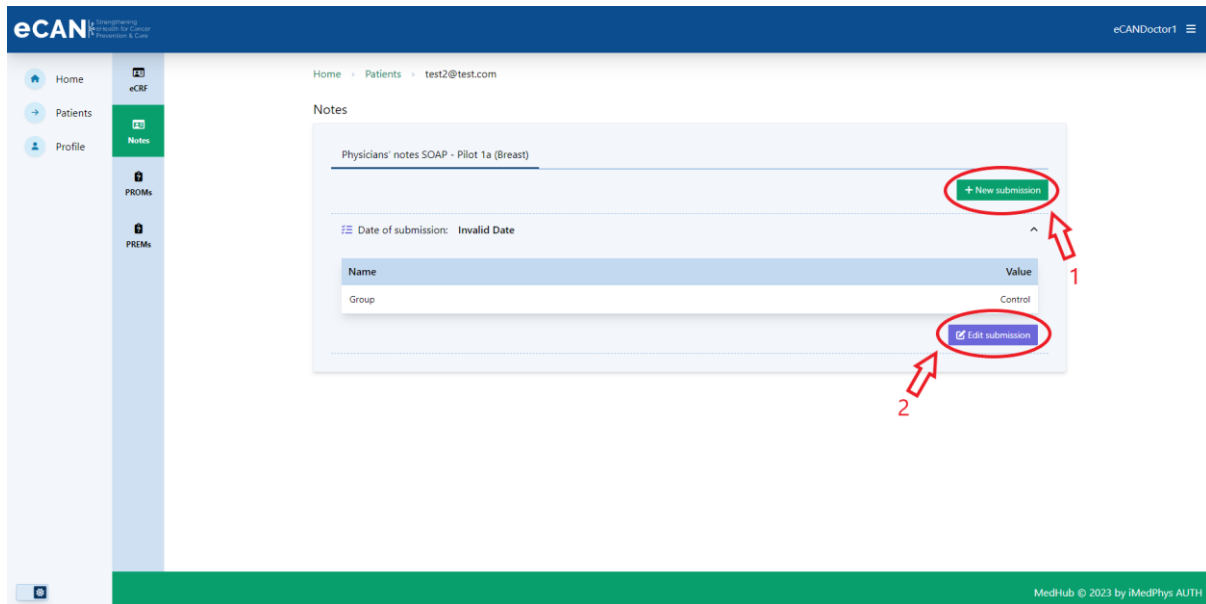 eCAN
Strengthening
eHealth for Cancer
Prevention & Care
eCANDoctor1
Home
Patients
Profile
eCRF
Notes
PROMs
PREMs
Home › Patients › test2@test.com
Notes
Physicians' notes SOAP - Pilot 1a (Breast)
+ New submission
Date of submission: Invalid Date
1
Name Value
Group Control
Edit submission
2
MedHub © 2023 by iMedPhys AUTH